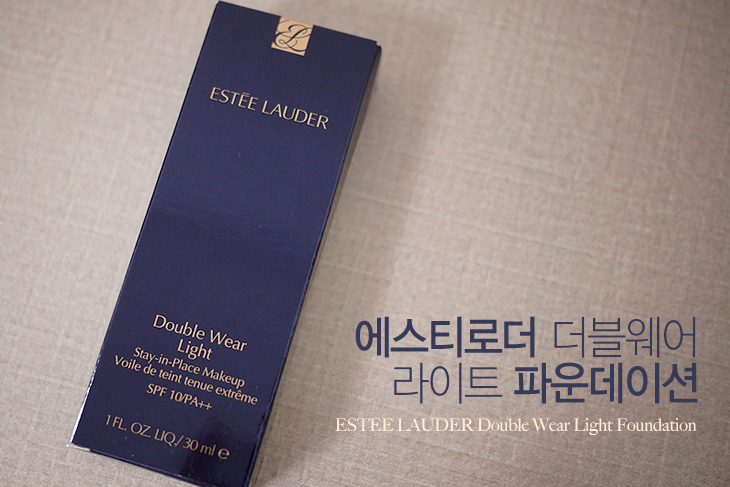 ESTĒE LAUDER
Double Wear
Light
Stay-in-Place Makeup
Voile de teint tenue extrême
SPF 10/PA++
1 FL. OZ. LIQ./30 ml e
에스티로더 더블웨어
라이트 파운데이션
ESTEE LAUDER Double Wear Light Foundation